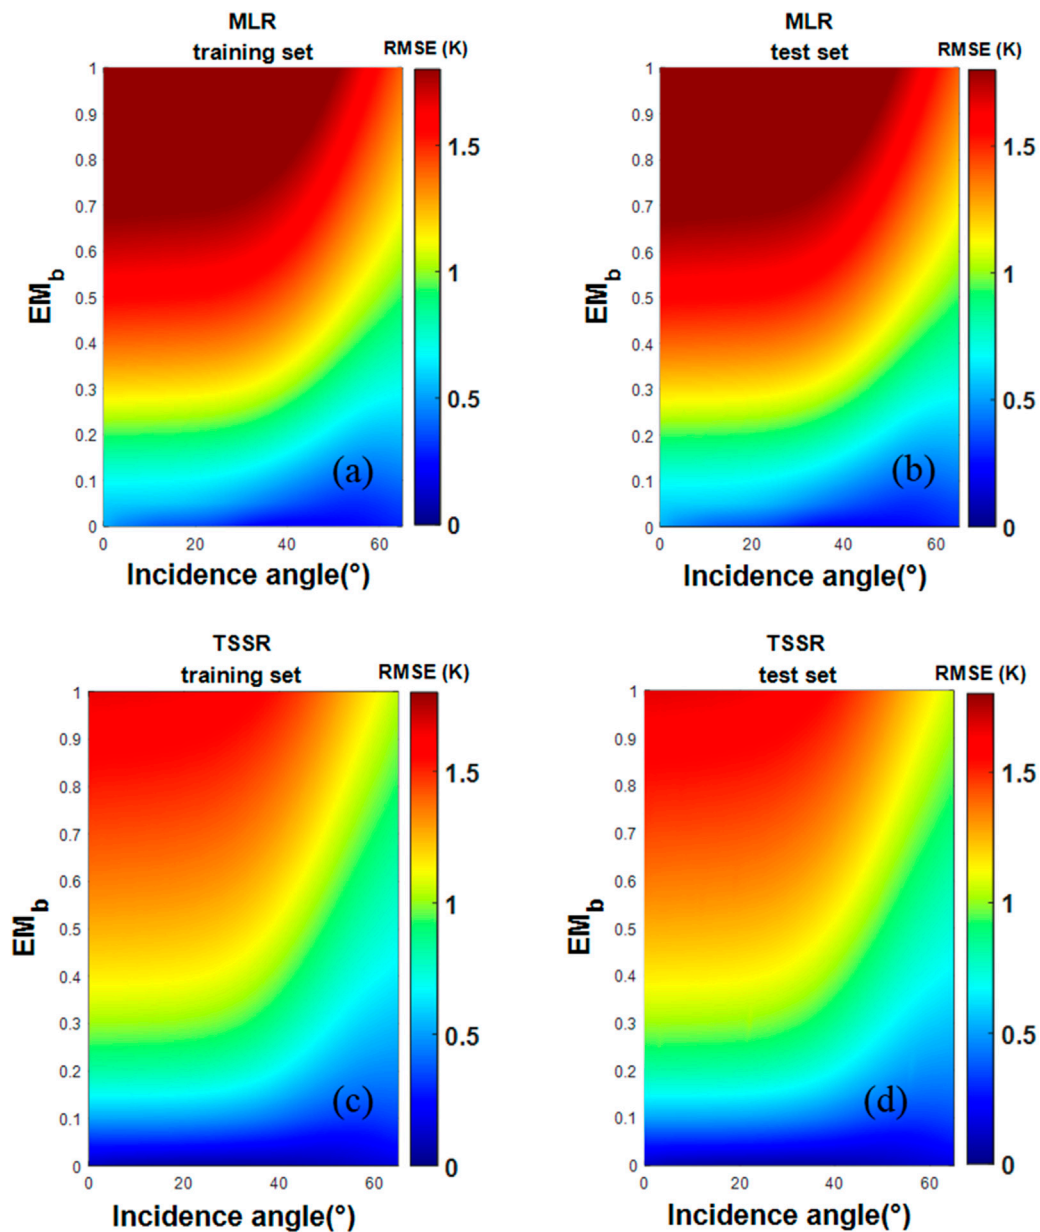 MLR
training set
RMSE (K)
1
0.9
0.8
0.7
0.6
0.5
0.4
0.3
0.2
0.1
0
EM_b
0 20 40 60
Incidence angle(°)
1.5
1
0.5
0
(a)
MLR
test set
RMSE (K)
1
0.9
0.8
0.7
0.6
0.5
0.4
0.3
0.2
0.1
0
EM_b
0 20 40 60
Incidence angle(°)
1.5
1
0.5
0
(b)
TSSR
training set
RMSE (K)
1
0.9
0.8
0.7
0.6
0.5
0.4
0.3
0.2
0.1
0
EM_b
0 20 40 60
Incidence angle(°)
1.5
1
0.5
0
(c)
TSSR
test set
RMSE (K)
1
0.9
0.8
0.7
0.6
0.5
0.4
0.3
0.2
0.1
0
EM_b
0 20 40 60
Incidence angle(°)
1.5
1
0.5
0
(d)